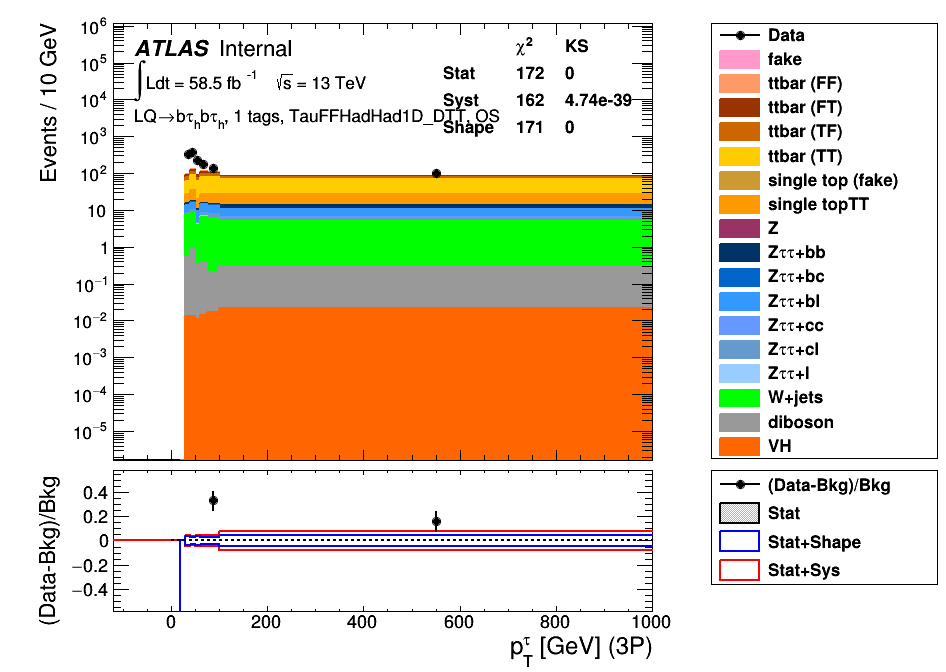 Events / 10 GeV
10⁶
10⁵
10⁴
10³
10²
10
1
10⁻¹
10⁻²
10⁻³
10⁻⁴
10⁻⁵
ATLAS Internal
∫Ldt = 58.5 fb⁻¹ √s = 13 TeV
LQ→bτₕbτₕ, 1 tags, TauFFHadHad1D_DTT, OS
χ² KS
Stat 172 0
Syst 162 4.74e-39
Shape 171 0
Data
fake
ttbar (FF)
ttbar (FT)
ttbar (TF)
ttbar (TT)
single top (fake)
single topTT
Z
Zττ+bb
Zττ+bc
Zττ+bl
Zττ+cc
Zττ+cl
Zττ+l
W+jets
diboson
VH
(Data-Bkg)/Bkg
0.4
0.2
0
−0.2
−0.4
0 200 400 600 800 1000
p_T^τ [GeV] (3P)
(Data-Bkg)/Bkg
Stat
Stat+Shape
Stat+Sys